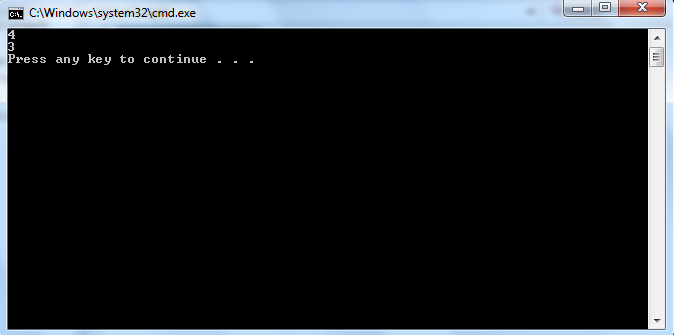 C:\Windows\system32\cmd.exe
4
3
Press any key to continue . . .